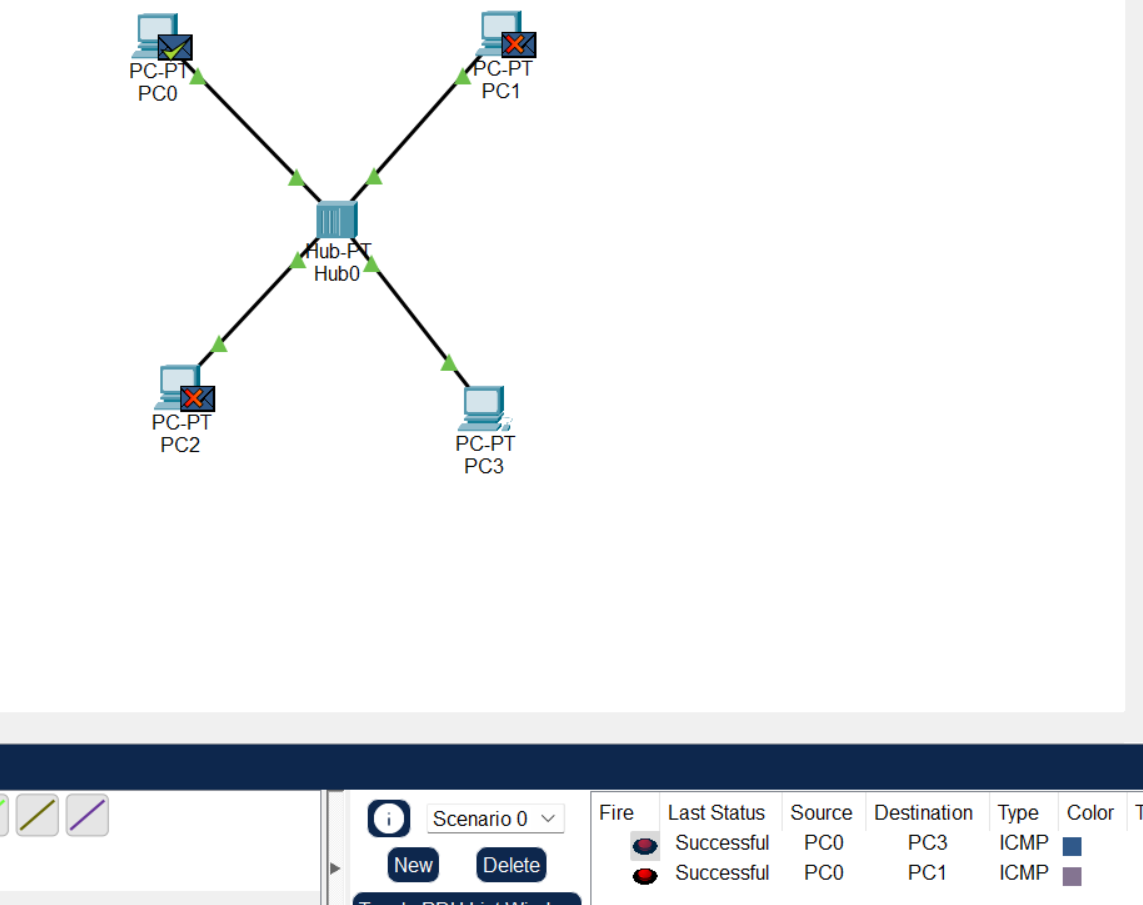 PC-PT
PC0
PC-PT
PC1
Hub-PT
Hub0
PC-PT
PC2
PC-PT
PC3
i
Scenario 0
New Delete
Fire Last Status Source Destination Type Color
Successful PC0 PC3 ICMP
Successful PC0 PC1 ICMP